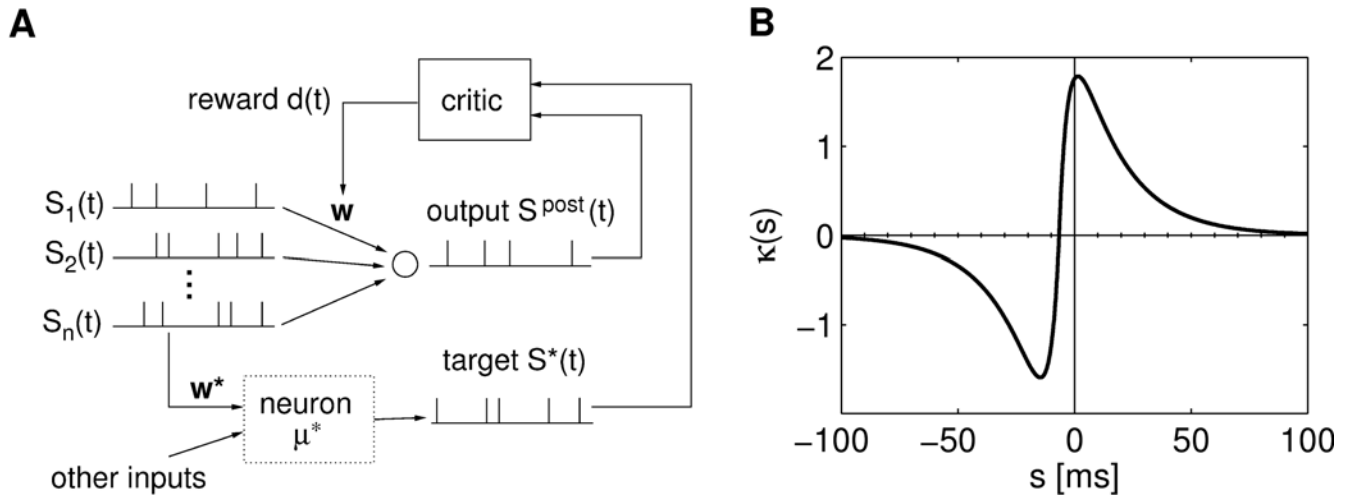 A
reward d(t)
critic
S₁(t)
w
output S^post(t)
S₂(t)
⋮
Sₙ(t)
target S*(t)
w*
neuron
μ*
other inputs
B
2
1
0
−1
κ(s)
−100
−50
0
50
100
s [ms]